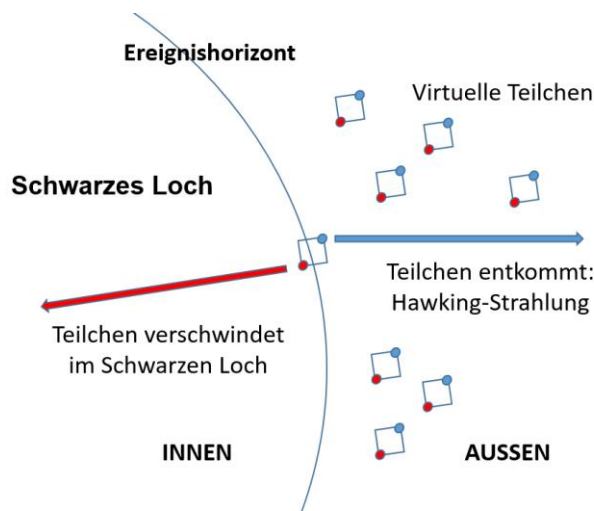 Ereignishorizont
Virtuelle Teilchen
Schwarzes Loch
Teilchen entkommt:
Hawking-Strahlung
Teilchen verschwindet
im Schwarzen Loch
INNEN
AUSSEN